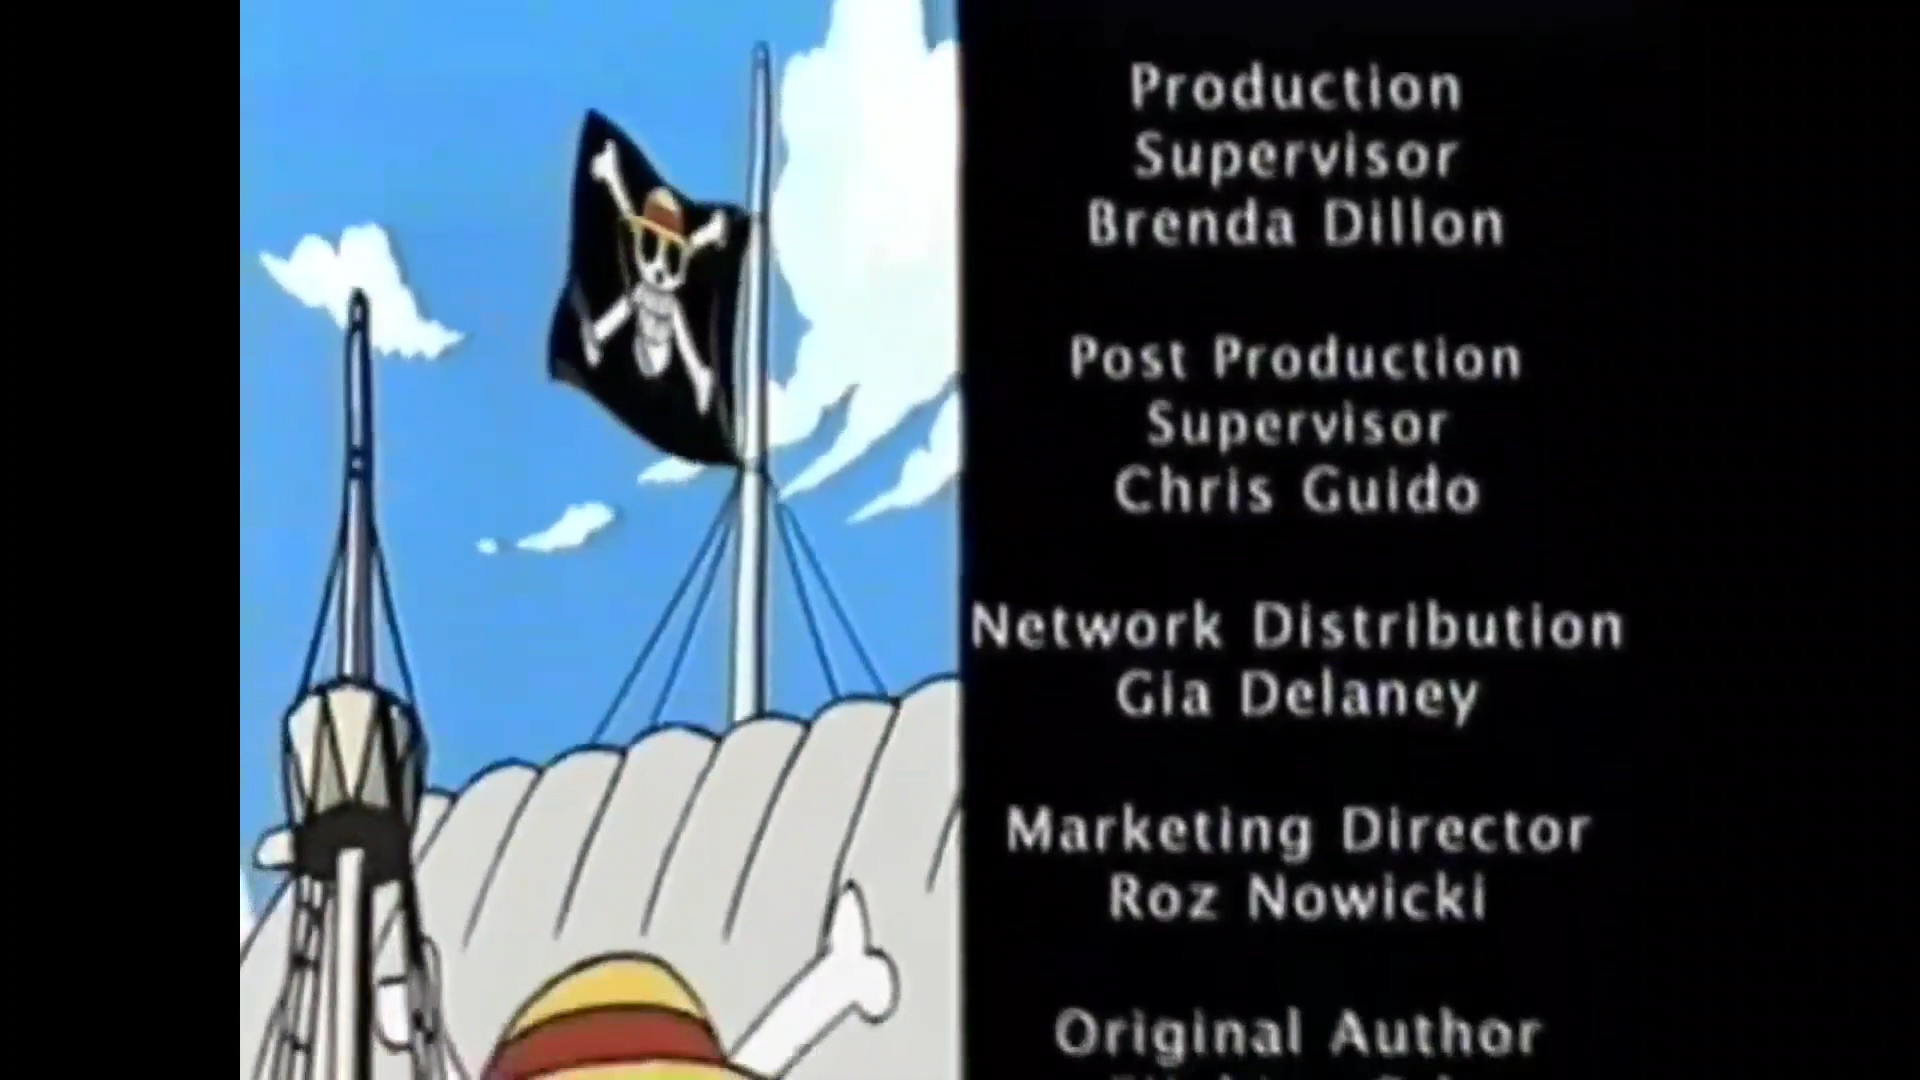 Production
Supervisor
Brenda Dillon
Post Production
Supervisor
Chris Guido
Network Distribution
Gia Delaney
Marketing Director
Roz Nowicki
Original Author